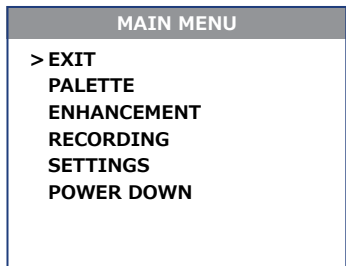 MAIN MENU
> EXIT
PALETTE
ENHANCEMENT
RECORDING
SETTINGS
POWER DOWN